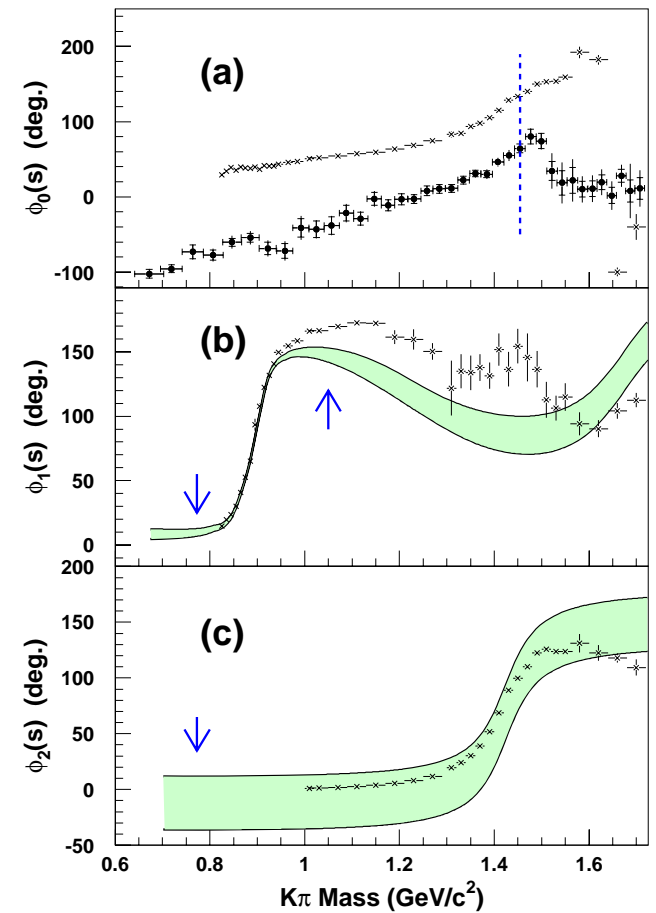 (a)
200
100
0
-100
ϕ₀(s) (deg.)
(b)
150
100
50
0
ϕ₁(s) (deg.)
(c)
200
150
100
50
0
-50
ϕ₂(s) (deg.)
0.6 0.8 1 1.2 1.4 1.6
Kπ Mass (GeV/c²)